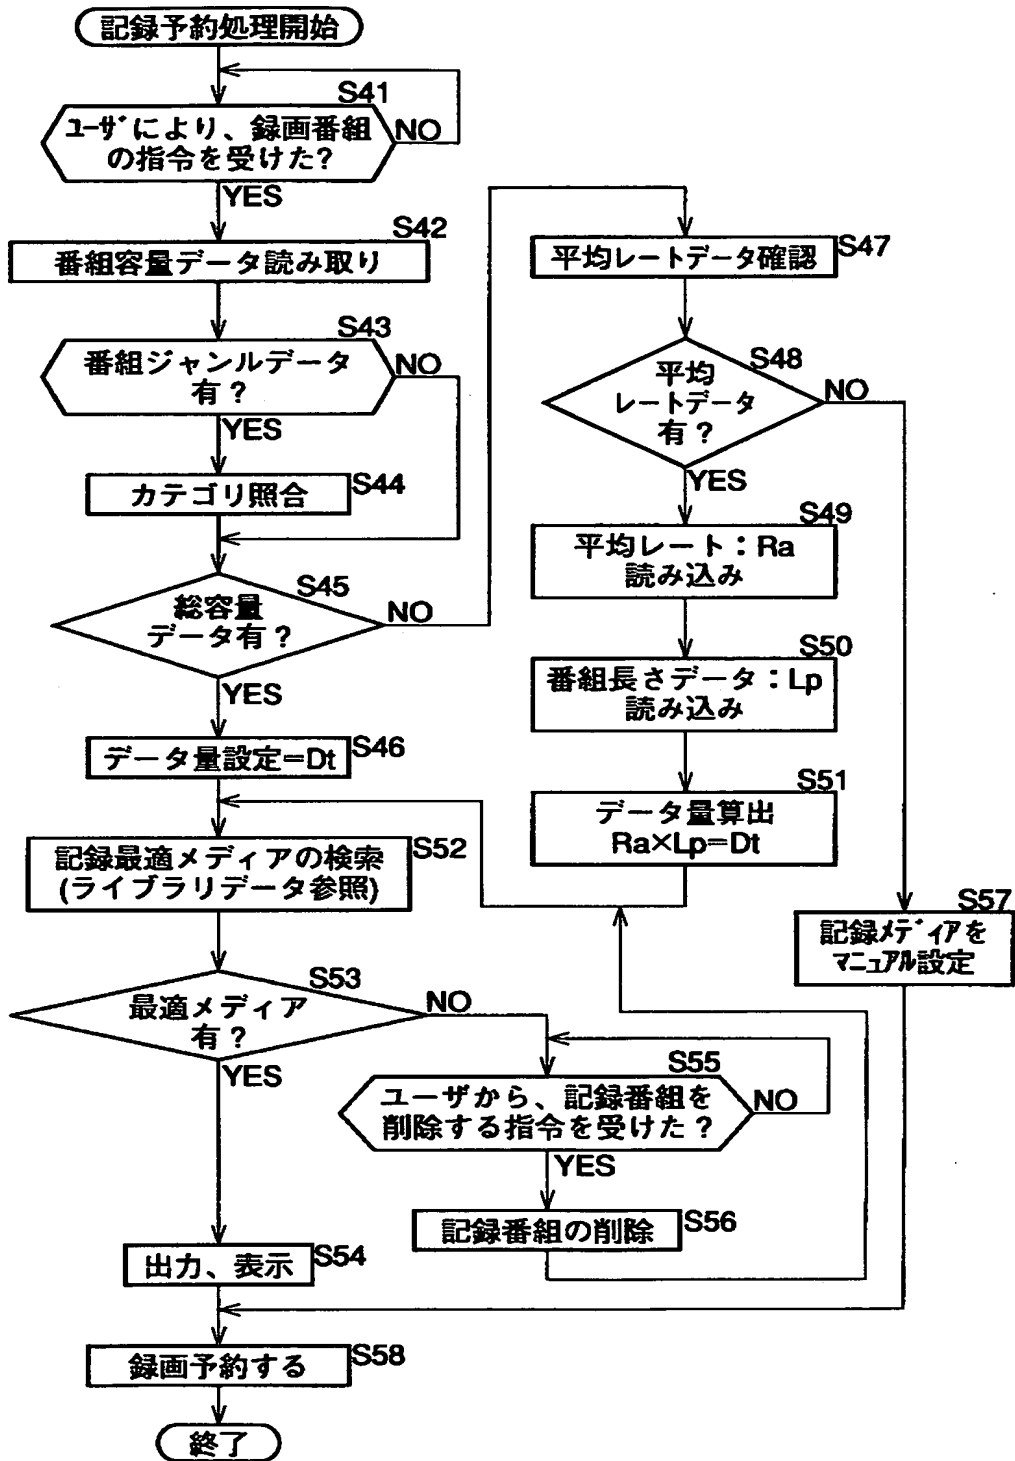 記録予約処理開始
S41
ユーザにより、録画番組
の指令を受けた?
NO
YES
S42
番組容量データ読み取り
S43
番組ジャンルデータ
有?
NO
YES
カテゴリ照合
S44
S45
総容量
データ有?
NO
YES
データ量設定=Dt
S46
平均レートデータ確認
S47
S48
平均
レートデータ
有?
NO
YES
S49
平均レート:Ra
読み込み
S50
番組長さデータ:Lp
読み込み
S51
データ量算出
Ra×Lp=Dt
記録最適メディアの検索
(ライブラリデータ参照)
S52
S53
最適メディア
有?
NO
YES
S57
記録メディアを
マニュアル設定
S55
ユーザから、記録番組を
削除する指令を受けた?
NO
YES
記録番組の削除
S56
出力、表示
S54
録画予約する
S58
終了